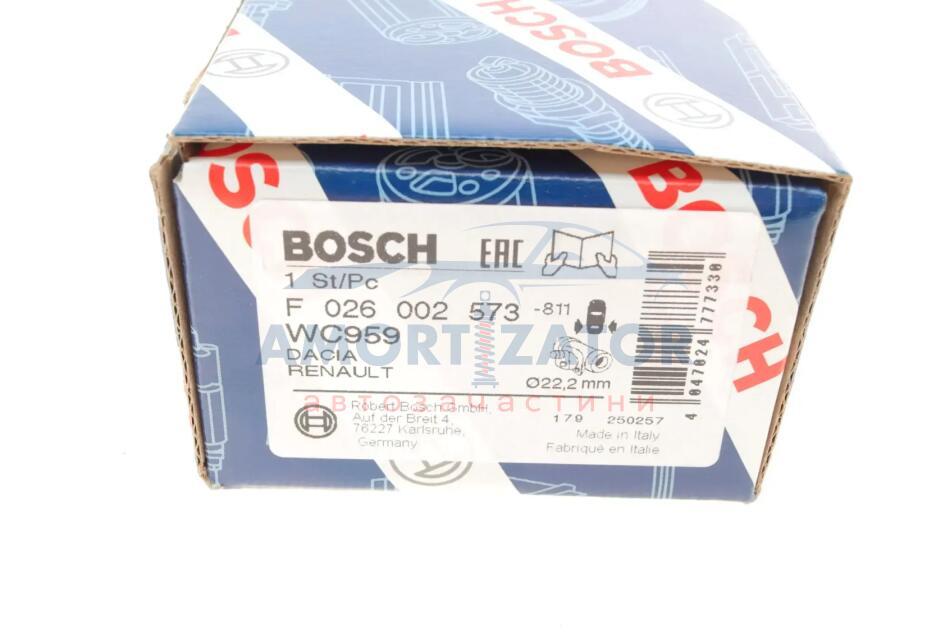 BOSCH
BOSCH
BOSCH
BOSCH EAC
1 St/Pc
F 026 002 573 -811
WC959
DACIA
RENAULT
Ø22,2 mm
4 047024 777330
AMORTIZATOR
автозапчастини
Robert Bosch GmbH,
Auf der Breit 4,
76227 Karlsruhe,
Germany
179 250257
Made in Italy
Fabriqué en Italie